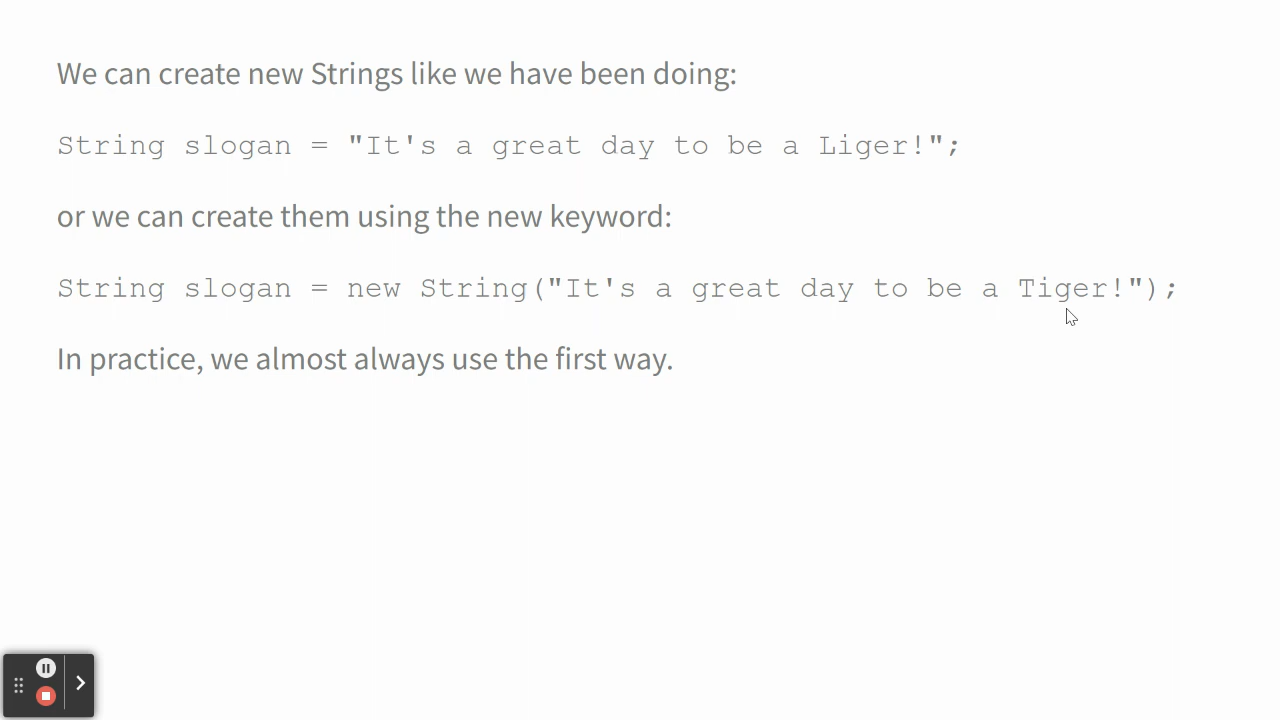 We can create new Strings like we have been doing:
String slogan = "It's a great day to be a Liger!";
or we can create them using the new keyword:
String slogan = new String("It's a great day to be a Tiger!");
In practice, we almost always use the first way.